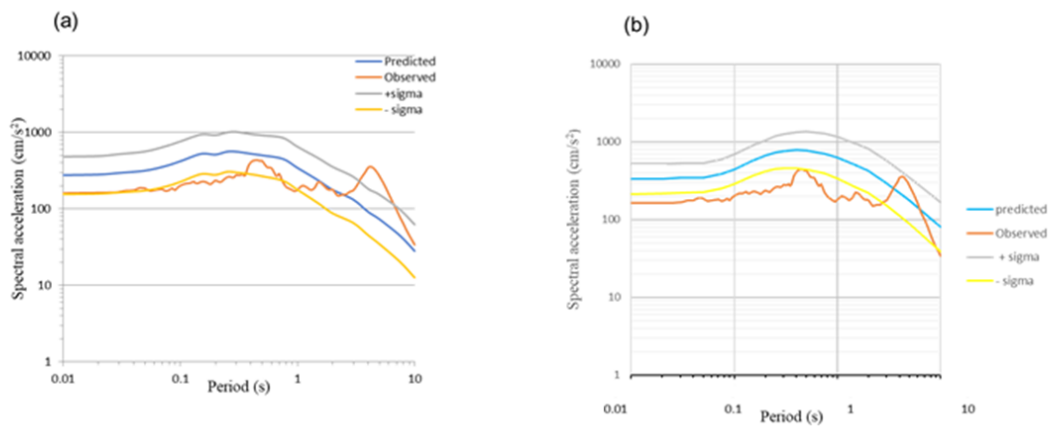 (a)
10000
1000
100
10
1
0.01
0.1
1
10
Spectral acceleration (cm/s²)
Period (s)
Predicted
Observed
+sigma
- sigma
(b)
10000
1000
100
10
1
0.01
0.1
1
10
Spectral acceleration (cm/s²)
Period (s)
predicted
Observed
+ sigma
- sigma